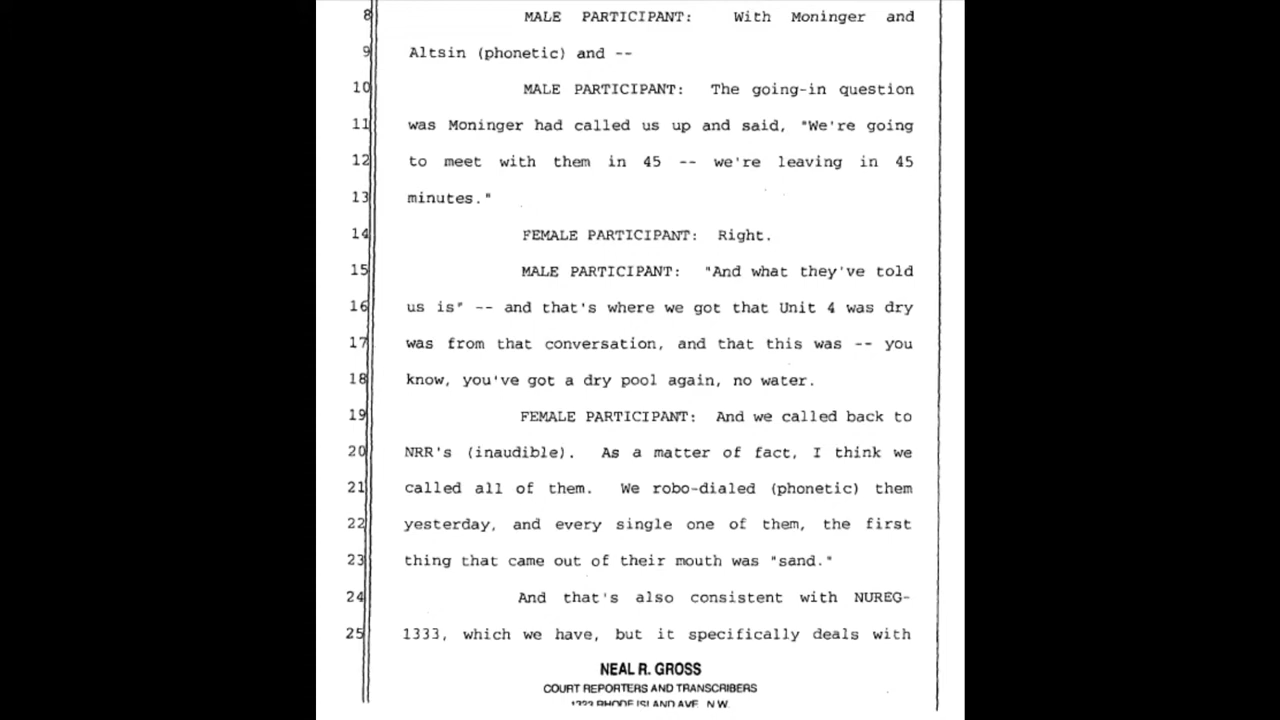 8 MALE PARTICIPANT: With Moninger and
9 Altsin (phonetic) and --
10 MALE PARTICIPANT: The going-in question
11 was Moninger had called us up and said, "We're going
12 to meet with them in 45 -- we're leaving in 45
13 minutes."
14 FEMALE PARTICIPANT: Right.
15 MALE PARTICIPANT: "And what they've told
16 us is" -- and that's where we got that Unit 4 was dry
17 was from that conversation, and that this was -- you
18 know, you've got a dry pool again, no water.
19 FEMALE PARTICIPANT: And we called back to
20 NRR's (inaudible). As a matter of fact, I think we
21 called all of them. We robo-dialed (phonetic) them
22 yesterday, and every single one of them, the first
23 thing that came out of their mouth was "sand."
24 And that's also consistent with NUREG-
25 1333, which we have, but it specifically deals with
NEAL R. GROSS
COURT REPORTERS AND TRANSCRIBERS
1323 RHODE ISLAND AVE., N.W.